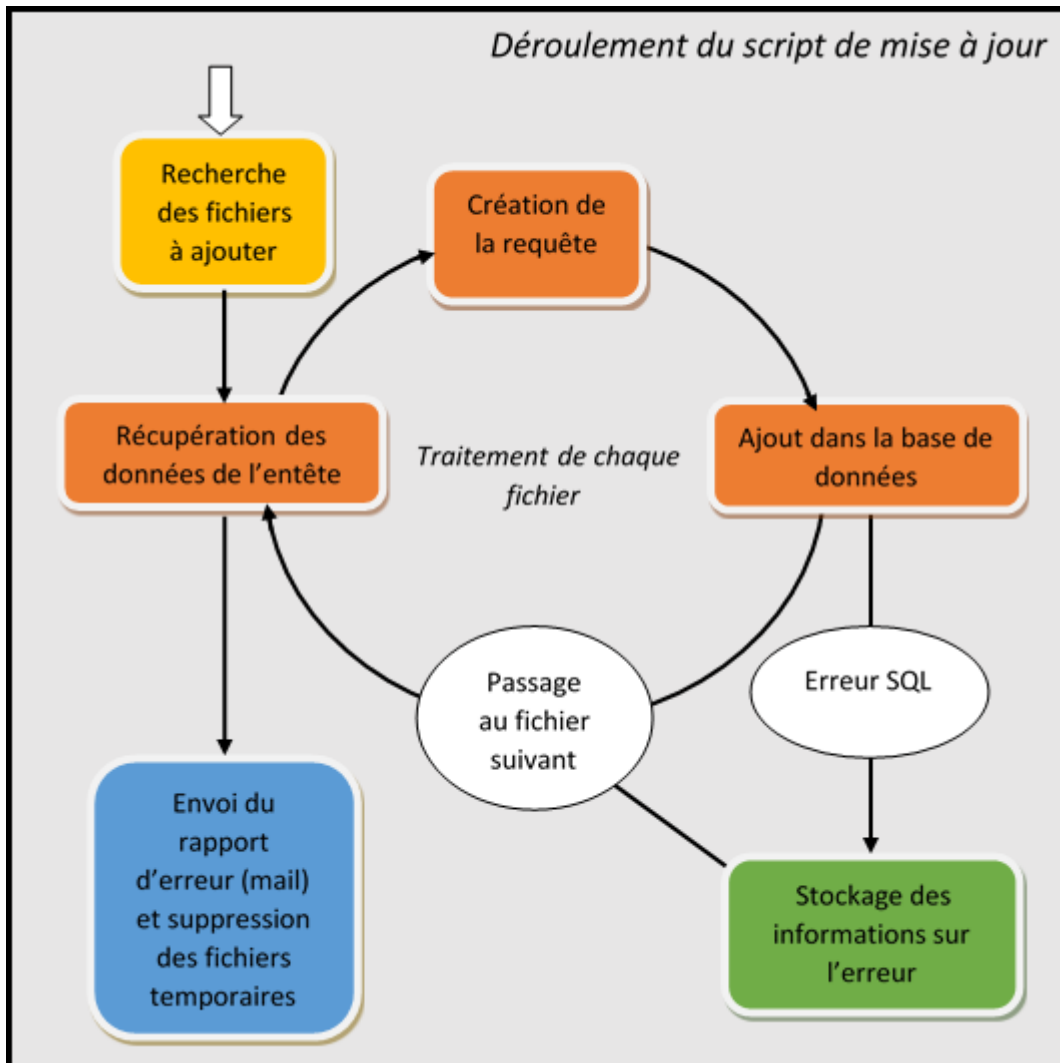 Déroulement du script de mise à jour
Recherche
des fichiers
à ajouter
Création de
la requête
Récupération des
données de l'entête
Traitement de chaque
fichier
Ajout dans la base de
données
Passage
au fichier
suivant
Erreur SQL
Envoi du
rapport
d'erreur (mail)
et suppression
des fichiers
temporaires
Stockage des
informations sur
l'erreur